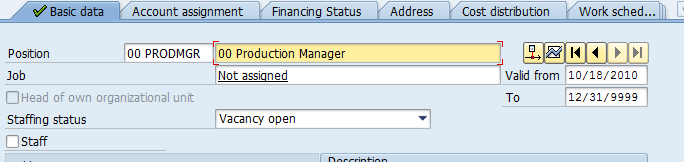 Basic data Account assignment Financing Status Address Cost distribution Work sched...
Position 00 PRODMGR 00 Production Manager
Job Not assigned Valid from 10/18/2010
Head of own organizational unit To 12/31/9999
Staffing status Vacancy open
Staff
Description